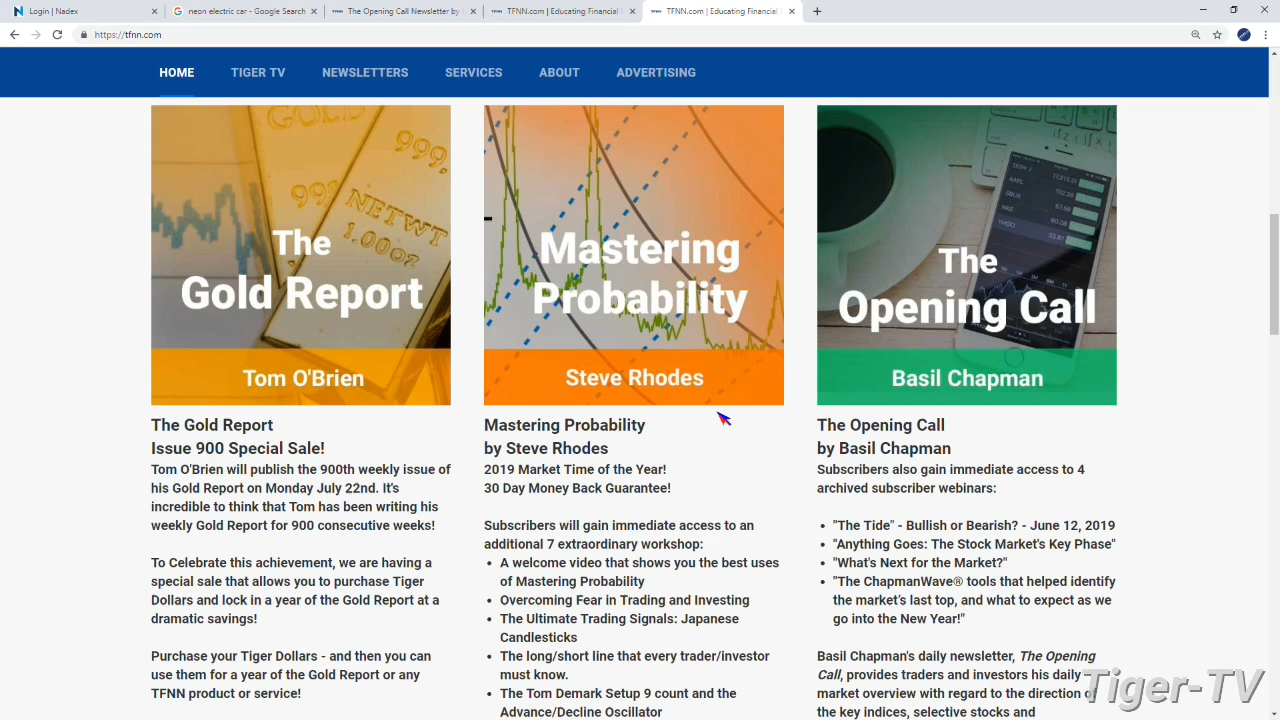 Login | Nadex
neon electric car - Google Search
The Opening Call Newsletter by
TFNN.com | Educating Financial
TFNN.com | Educating Financial
https://tfnn.com
HOME
TIGER TV
NEWSLETTERS
SERVICES
ABOUT
ADVERTISING
GOLD
999,
999
NETWT
1.00oz
The
Gold Report
Tom O'Brien
Mastering
Probability
Steve Rhodes
DOW J
AAPL
SBUX
NKE
YHOO
The
Opening Call
Basil Chapman
The Gold Report
Issue 900 Special Sale!
Tom O'Brien will publish the 900th weekly issue of
his Gold Report on Monday July 22nd. It's
incredible to think that Tom has been writing his
weekly Gold Report for 900 consecutive weeks!
To Celebrate this achievement, we are having a
special sale that allows you to purchase Tiger
Dollars and lock in a year of the Gold Report at a
dramatic savings!
Purchase your Tiger Dollars - and then you can
use them for a year of the Gold Report or any
TFNN product or service!
Mastering Probability
by Steve Rhodes
2019 Market Time of the Year!
30 Day Money Back Guarantee!
Subscribers will gain immediate access to an
additional 7 extraordinary workshop:
• A welcome video that shows you the best uses
of Mastering Probability
• Overcoming Fear in Trading and Investing
• The Ultimate Trading Signals: Japanese
Candlesticks
• The long/short line that every trader/investor
must know.
• The Tom Demark Setup 9 count and the
Advance/Decline Oscillator
The Opening Call
by Basil Chapman
Subscribers also gain immediate access to 4
archived subscriber webinars:
• "The Tide" - Bullish or Bearish? - June 12, 2019
• "Anything Goes: The Stock Market's Key Phase"
• "What's Next for the Market?"
• "The ChapmanWave® tools that helped identify
the market's last top, and what to expect as we
go into the New Year!"
Basil Chapman's daily newsletter, The Opening
Call, provides traders and investors his daily
market overview with regard to the direction of
the key indices, selective stocks and
Tiger-TV